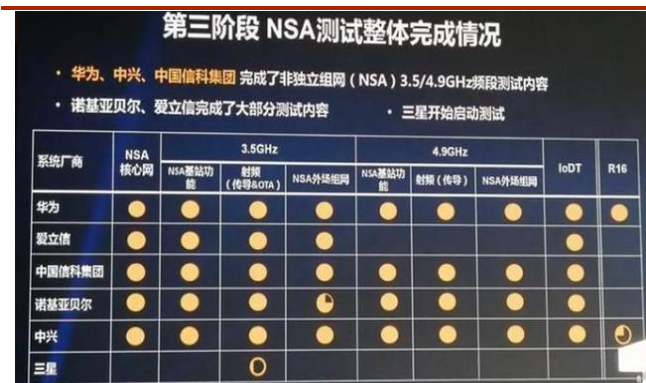 第三阶段 NSA测试整体完成情况
• 华为、中兴、中国信科集团 完成了非独立组网（NSA）3.5/4.9GHz频段测试内容
• 诺基亚贝尔、爱立信完成了大部分测试内容 • 三星开始启动测试
系统厂商 NSA核心网 3.5GHz 4.9GHz IoDT R16
NSA基站功能 射频（传导&OTA） NSA外场组网 NSA基站功能 射频（传导） NSA外场组网
华为
爱立信
中国信科集团
诺基亚贝尔
中兴
三星